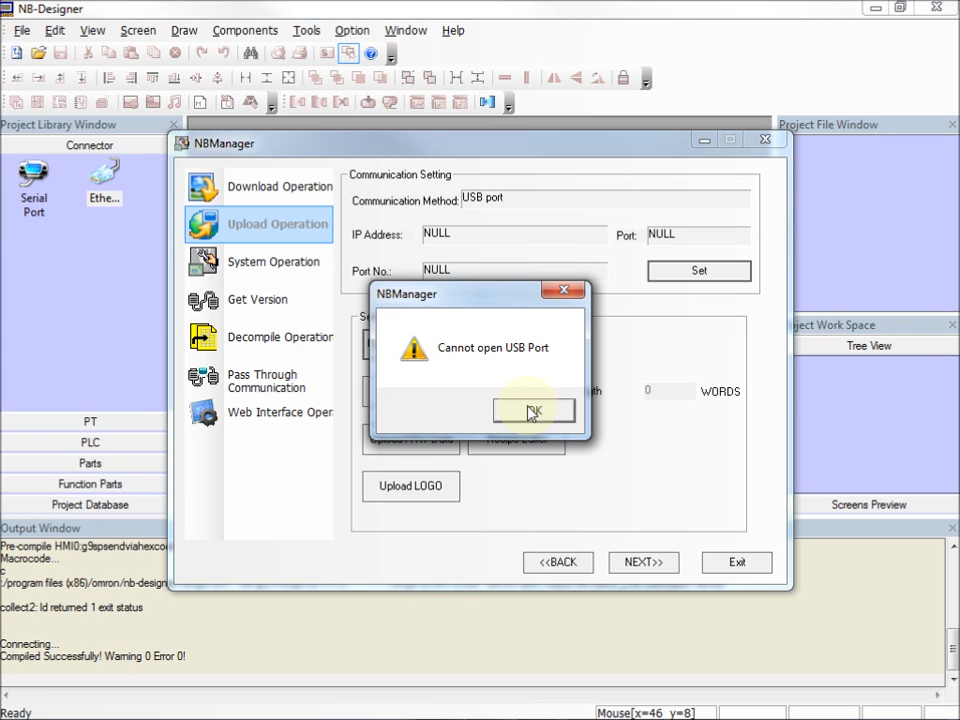 NB-Designer
File Edit View Screen Draw Components Tools Option Window Help
Project Library Window
Project File Window
Connector
Serial
Port
Ethe...
PT
PLC
Parts
Function Parts
Project Database
NBManager
Download Operation
Upload Operation
System Operation
Get Version
Decompile Operation
Pass Through
Communication
Web Interface Oper
Communication Setting
Communication Method: USB port
IP Address: NULL Port: NULL
Port No.: NULL Set
0 WORDS
Upload LOGO
<<BACK NEXT>> Exit
NBManager
Cannot open USB Port
OK
ject Work Space
Tree View
Screens Preview
Output Window
Pre-compile HMI0:g9spsendviahexcod
Macrocode...
c
:/program files (x86)/omron/nb-design
collect2: ld returned 1 exit status
Connecting...
Compiled Successfully! Warning 0 Error 0!
Ready Mouse[x=46 y=8]